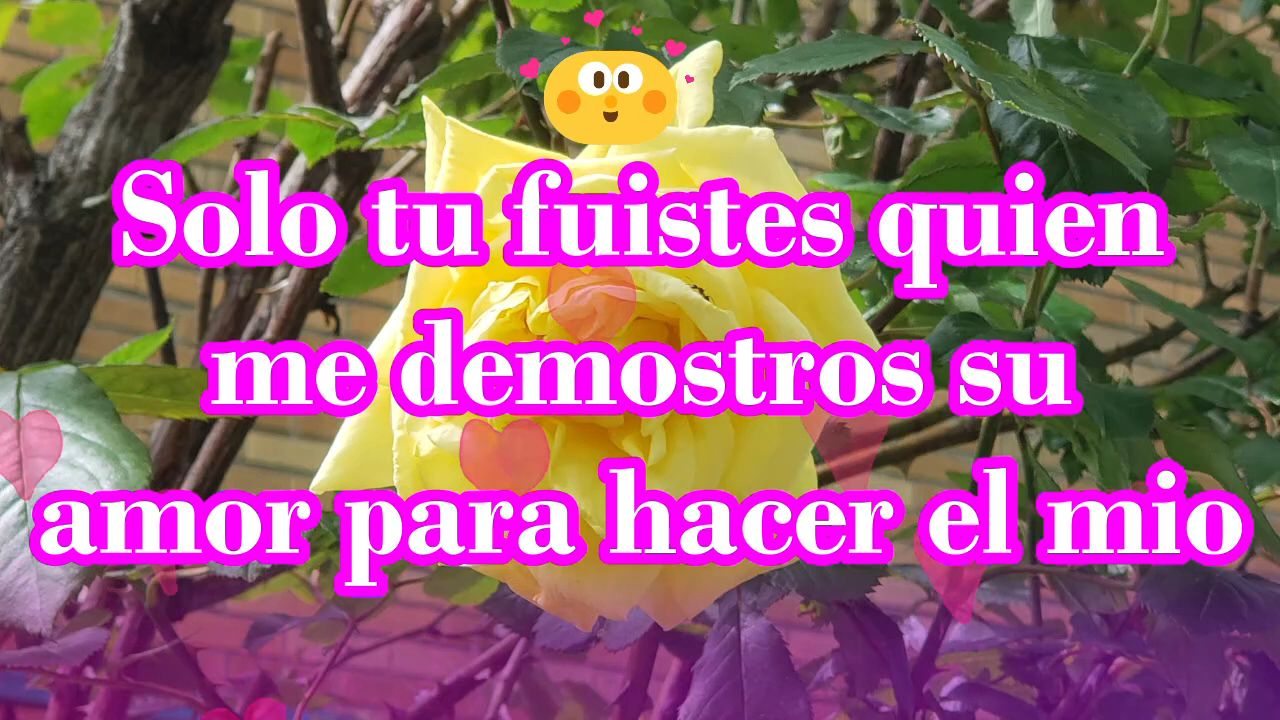 Solo tu fuistes quien
me demostros su
amor para hacer el mio